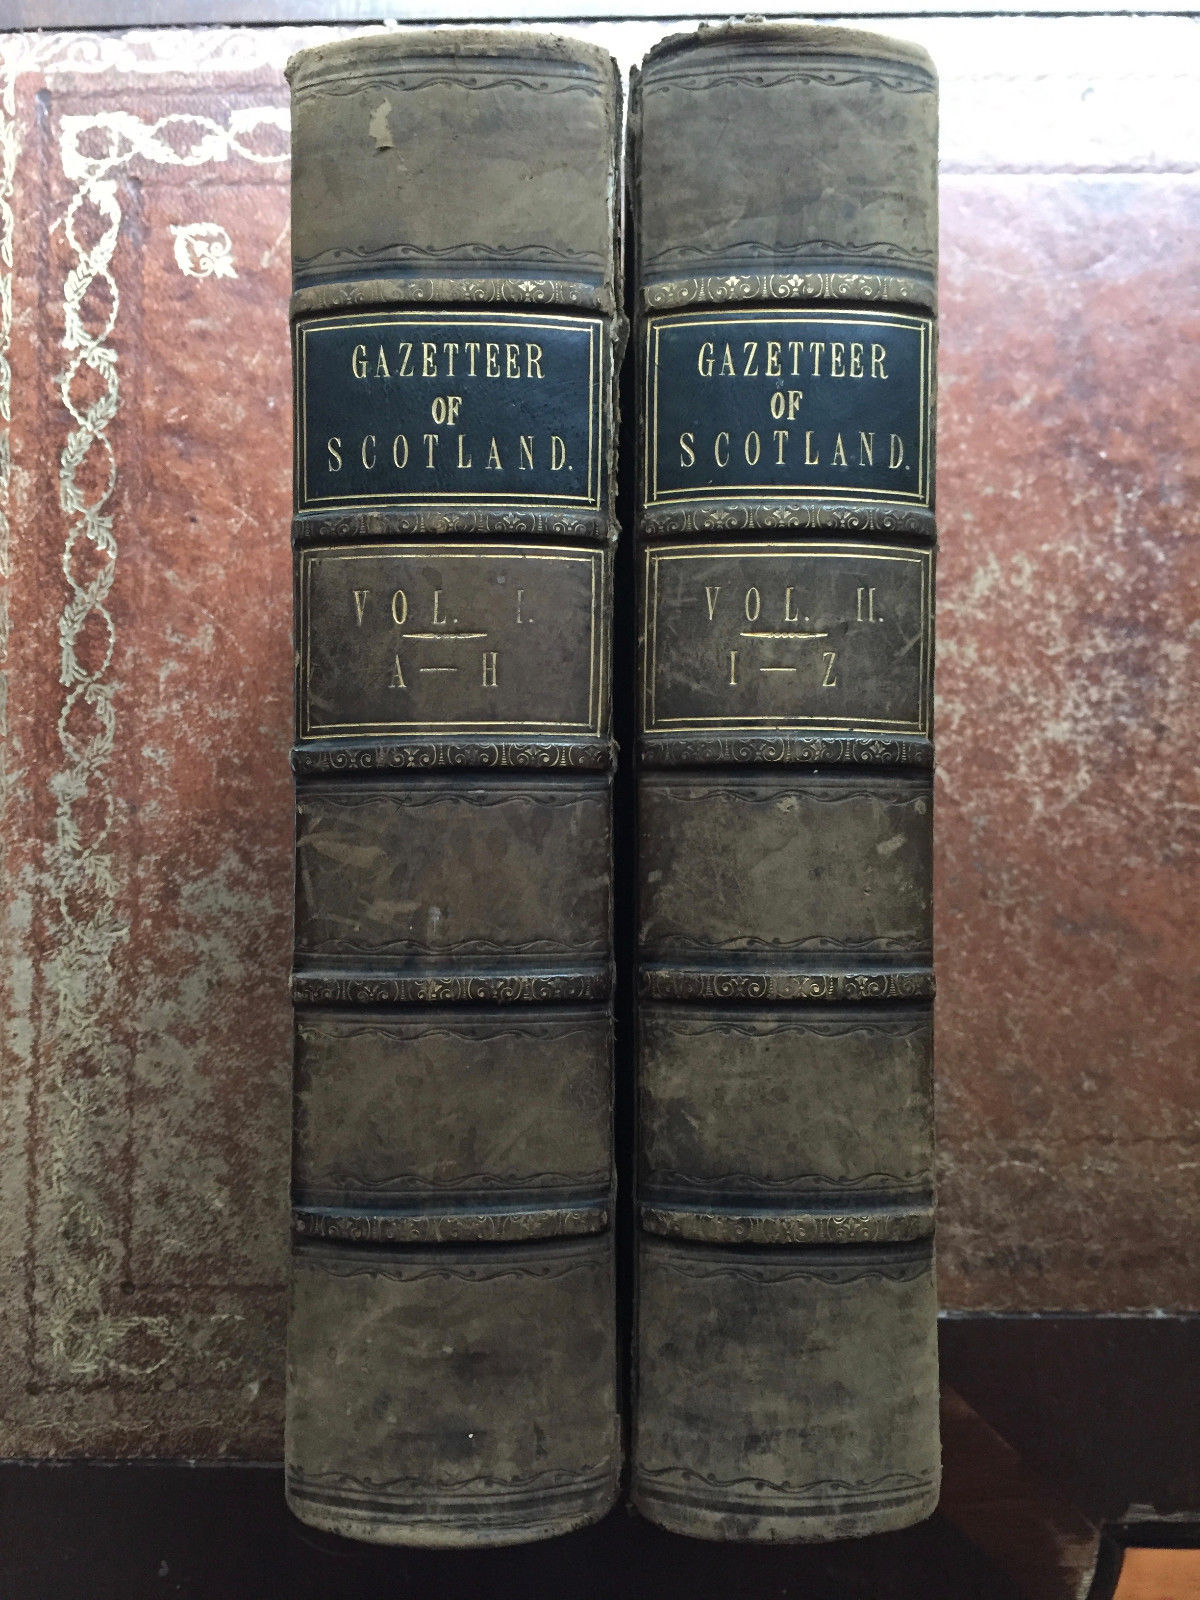 GAZETTEER
OF
SCOTLAND.
VOL. I.
A—H
GAZETTEER
OF
SCOTLAND.
VOL. II.
I—Z